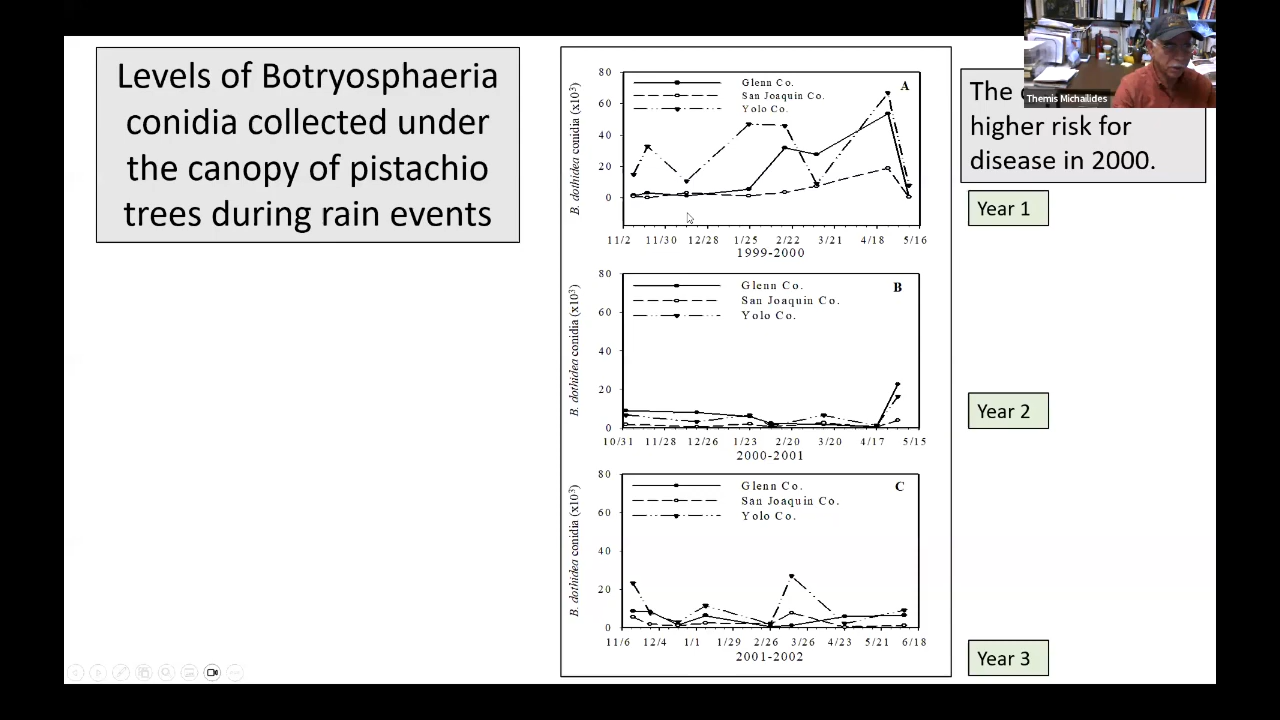 Levels of Botryosphaeria
conidia collected under
the canopy of pistachio
trees during rain events
B. dothidea conidia (x10³)
80
60
40
20
0
Glenn Co.
San Joaquin Co.
Yolo Co.
A
11/2 11/30 12/28 1/25 2/22 3/21 4/18 5/16
1999-2000
B. dothidea conidia (x10³)
80
60
40
20
0
Glenn Co.
San Joaquin Co.
Yolo Co.
B
10/31 11/28 12/26 1/23 2/20 3/20 4/17 5/15
2000-2001
B. dothidea conidia (x10³)
80
60
40
20
0
Glenn Co.
San Joaquin Co.
Yolo Co.
C
11/6 12/4 1/1 1/29 2/26 3/26 4/23 5/21 6/18
2001-2002
Themis Michailides
The
higher risk for
disease in 2000.
Year 1
Year 2
Year 3